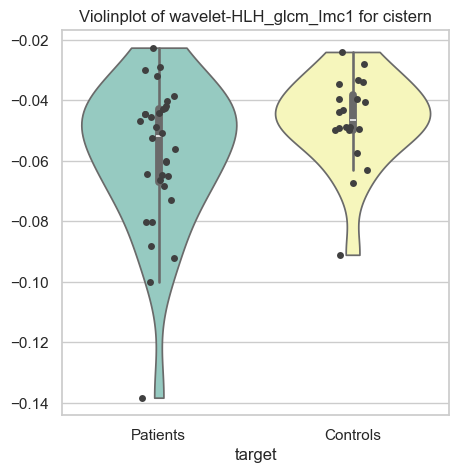 Violinplot of wavelet-HLH_glcm_Imc1 for cistern
−0.02
−0.04
−0.06
−0.08
−0.10
−0.12
−0.14
Patients
Controls
target